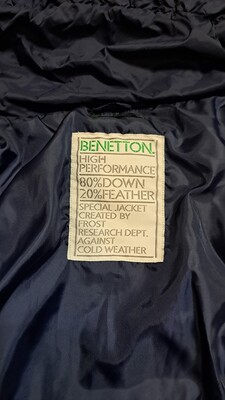 BENETTON.
HIGH
PERFORMANCE
80%DOWN
20%FEATHER
SPECIAL JACKET
CREATED BY
FROST
RESEARCH DEPT.
AGAINST
COLD WEATHER